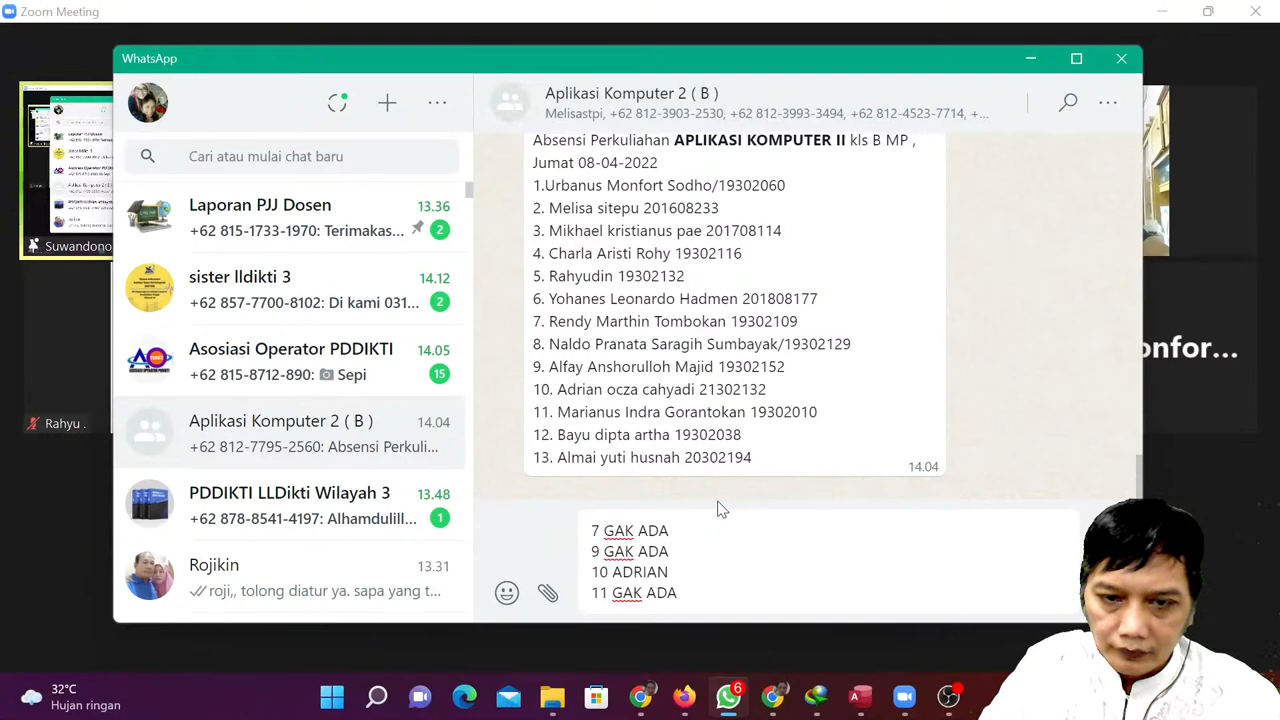 Zoom Meeting
WhatsApp
Cari atau mulai chat baru
Laporan PJJ Dosen
13.36
+62 815-1733-1970: Terimakas...
2
sister lldikti 3
14.12
+62 857-7700-8102: Di kami 031...
2
Asosiasi Operator PDDIKTI
14.05
+62 815-8712-890: Sepi
15
Aplikasi Komputer 2 ( B )
14.04
+62 812-7795-2560: Absensi Perkuli...
PDDIKTI LLDikti Wilayah 3
13.48
+62 878-8541-4197: Alhamdulill...
1
Rojikin
13.31
roji,, tolong diatur ya. sapa yang t...
Aplikasi Komputer 2 ( B )
Melisastpi, +62 812-3903-2530, +62 812-3993-3494, +62 812-4523-7714, +...
Absensi Perkuliahan APLIKASI KOMPUTER II kls B MP ,
Jumat 08-04-2022
1.Urbanus Monfort Sodho/19302060
2. Melisa sitepu 201608233
3. Mikhael kristianus pae 201708114
4. Charla Aristi Rohy 19302116
5. Rahyudin 19302132
6. Yohanes Leonardo Hadmen 201808177
7. Rendy Marthin Tombokan 19302109
8. Naldo Pranata Saragih Sumbayak/19302129
9. Alfay Anshorulloh Majid 19302152
10. Adrian ocza cahyadi 21302132
11. Marianus Indra Gorantokan 19302010
12. Bayu dipta artha 19302038
13. Almai yuti husnah 20302194
14.04
7 GAK ADA
9 GAK ADA
10 ADRIAN
11 GAK ADA
Suwandono
Rahyu .
onfor...
32°C
Hujan ringan
6